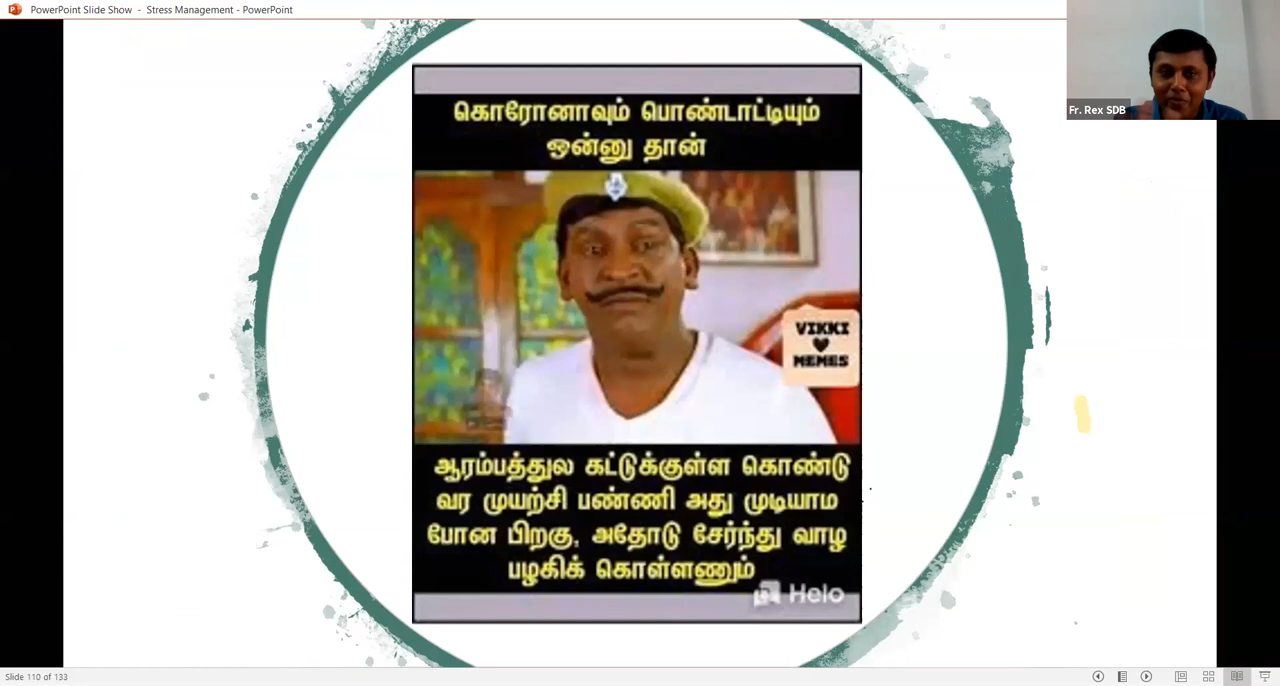 PowerPoint Slide Show - Stress Management - PowerPoint
Fr. Rex SDB
கொரோனாவும் பொண்டாட்டியும்
ஒன்னு தான்
VIKKI
MEMES
ஆரம்பத்துல கட்டுக்குள்ள கொண்டு
வர முயற்சி பண்ணி அது முடியாம
போன பிறகு, அதோடு சேர்ந்து வாழ
பழகிக் கொள்ளணும்
Helo
Slide 110 of 133